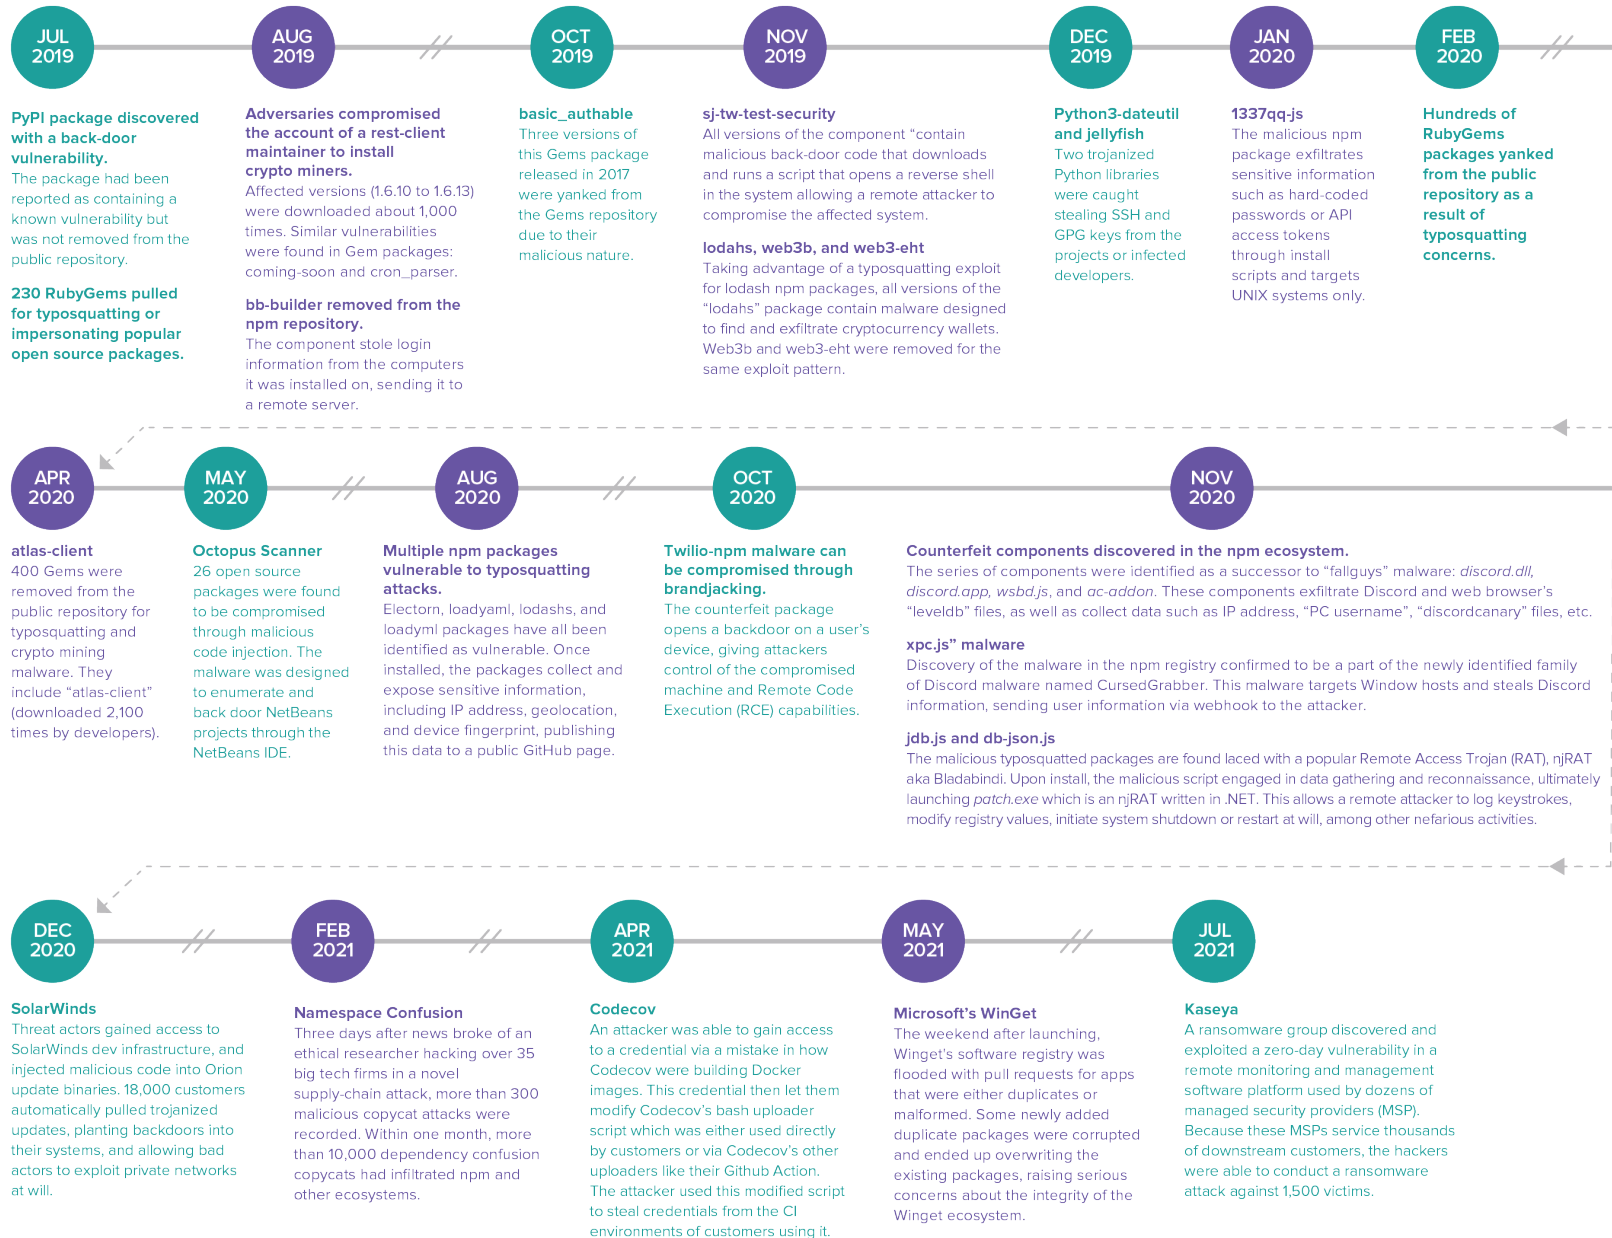 JUL
2019
AUG
2019
OCT
2019
NOV
2019
DEC
2019
JAN
2020
FEB
2020
PyPI package discovered
with a back-door
vulnerability.
The package had been
reported as containing a
known vulnerability but
was not removed from the
public repository.
230 RubyGems pulled
for typosquatting or
impersonating popular
open source packages.
Adversaries compromised
the account of a rest-client
maintainer to install
crypto miners.
Affected versions (1.6.10 to 1.6.13)
were downloaded about 1,000
times. Similar vulnerabilities
were found in Gem packages:
coming-soon and cron_parser.
bb-builder removed from the
npm repository.
The component stole login
information from the computers
it was installed on, sending it to
a remote server.
basic_authable
Three versions of
this Gems package
released in 2017
were yanked from
the Gems repository
due to their
malicious nature.
sj-tw-test-security
All versions of the component “contain
malicious back-door code that downloads
and runs a script that opens a reverse shell
in the system allowing a remote attacker to
compromise the affected system.
lodahs, web3b, and web3-eht
Taking advantage of a typosquatting exploit
for lodash npm packages, all versions of the
“lodahs” package contain malware designed
to find and exfiltrate cryptocurrency wallets.
Web3b and web3-eht were removed for the
same exploit pattern.
Python3-dateutil
and jellyfish
Two trojanized
Python libraries
were caught
stealing SSH and
GPG keys from the
projects or infected
developers.
1337qq-js
The malicious npm
package exfiltrates
sensitive information
such as hard-coded
passwords or API
access tokens
through install
scripts and targets
UNIX systems only.
Hundreds of
RubyGems
packages yanked
from the public
repository as a
result of
typosquatting
concerns.
APR
2020
MAY
2020
AUG
2020
OCT
2020
NOV
2020
atlas-client
400 Gems were
removed from the
public repository for
typosquatting and
crypto mining
malware. They
include “atlas-client”
(downloaded 2,100
times by developers).
Octopus Scanner
26 open source
packages were found
to be compromised
through malicious
code injection. The
malware was designed
to enumerate and
back door NetBeans
projects through the
NetBeans IDE.
Multiple npm packages
vulnerable to typosquatting
attacks.
Electorn, loadyaml, lodashs, and
loadyml packages have all been
identified as vulnerable. Once
installed, the packages collect and
expose sensitive information,
including IP address, geolocation,
and device fingerprint, publishing
this data to a public GitHub page.
Twilio-npm malware can
be compromised through
brandjacking.
The counterfeit package
opens a backdoor on a user’s
device, giving attackers
control of the compromised
machine and Remote Code
Execution (RCE) capabilities.
Counterfeit components discovered in the npm ecosystem.
The series of components were identified as a successor to “fallguys” malware: discord.dll,
discord.app, wsbd.js, and ac-addon. These components exfiltrate Discord and web browser’s
“leveldb” files, as well as collect data such as IP address, “PC username”, “discordcanary” files, etc.
xpc.js” malware
Discovery of the malware in the npm registry confirmed to be a part of the newly identified family
of Discord malware named CursedGrabber. This malware targets Window hosts and steals Discord
information, sending user information via webhook to the attacker.
jdb.js and db-json.js
The malicious typosquatted packages are found laced with a popular Remote Access Trojan (RAT), njRAT
aka Bladabindi. Upon install, the malicious script engaged in data gathering and reconnaissance, ultimately
launching patch.exe which is an njRAT written in .NET. This allows a remote attacker to log keystrokes,
modify registry values, initiate system shutdown or restart at will, among other nefarious activities.
DEC
2020
FEB
2021
APR
2021
MAY
2021
JUL
2021
SolarWinds
Threat actors gained access to
SolarWinds dev infrastructure, and
injected malicious code into Orion
update binaries. 18,000 customers
automatically pulled trojanized
updates, planting backdoors into
their systems, and allowing bad
actors to exploit private networks
at will.
Namespace Confusion
Three days after news broke of an
ethical researcher hacking over 35
big tech firms in a novel
supply-chain attack, more than 300
malicious copycat attacks were
recorded. Within one month, more
than 10,000 dependency confusion
copycats had infiltrated npm and
other ecosystems.
Codecov
An attacker was able to gain access
to a credential via a mistake in how
Codecov were building Docker
images. This credential then let them
modify Codecov’s bash uploader
script which was either used directly
by customers or via Codecov’s other
uploaders like their Github Action.
The attacker used this modified script
to steal credentials from the CI
environments of customers using it.
Microsoft’s WinGet
The weekend after launching,
Winget’s software registry was
flooded with pull requests for apps
that were either duplicates or
malformed. Some newly added
duplicate packages were corrupted
and ended up overwriting the
existing packages, raising serious
concerns about the integrity of the
Winget ecosystem.
Kaseya
A ransomware group discovered and
exploited a zero-day vulnerability in a
remote monitoring and management
software platform used by dozens of
managed security providers (MSP).
Because these MSPs service thousands
of downstream customers, the hackers
were able to conduct a ransomware
attack against 1,500 victims.